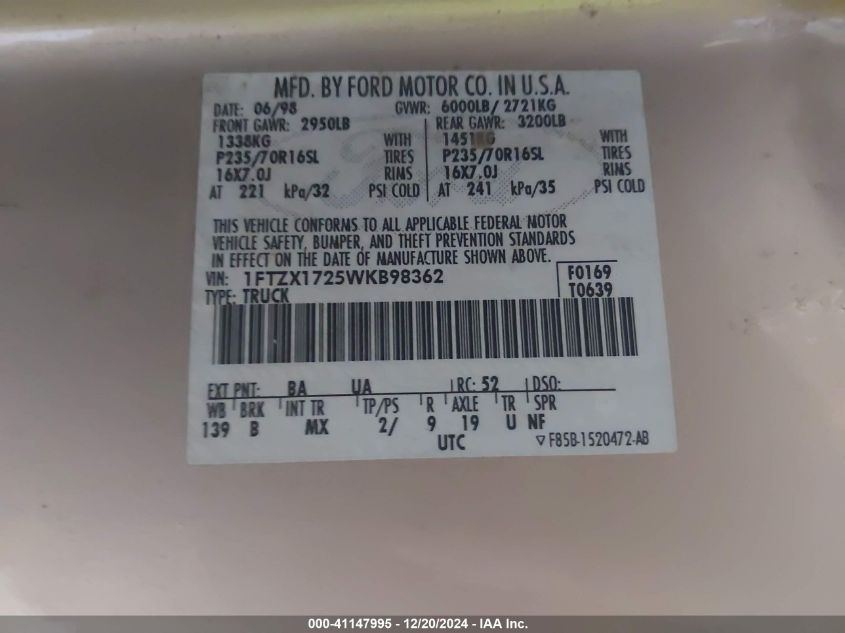 MFD. BY FORD MOTOR CO. IN U.S.A.
DATE: 06/98 GVWR: 6000LB/ 2721KG
FRONT GAWR: 2950LB REAR GAWR: 3200LB
1338KG WITH 1451KG WITH
P235/70R16SL TIRES P235/70R16SL TIRES
16X7.0J RIMS 16X7.0J RIMS
AT 221 kPa/32 PSI COLD AT 241 kPa/35 PSI COLD
THIS VEHICLE CONFORMS TO ALL APPLICABLE FEDERAL MOTOR
VEHICLE SAFETY, BUMPER, AND THEFT PREVENTION STANDARDS
IN EFFECT ON THE DATE OF MANUFACTURE SHOWN ABOVE.
VIN: 1FTZX1725WKB98362 F0169
TYPE: TRUCK T0639
EXT PNT: BA UA RC: 52 DSO:
WB BRK INT TR TP/PS R AXLE TR SPR
139 B MX 2/ 9 19 U NF
UTC F85B-1520472-AB
000-41147995 - 12/20/2024 - IAA Inc.